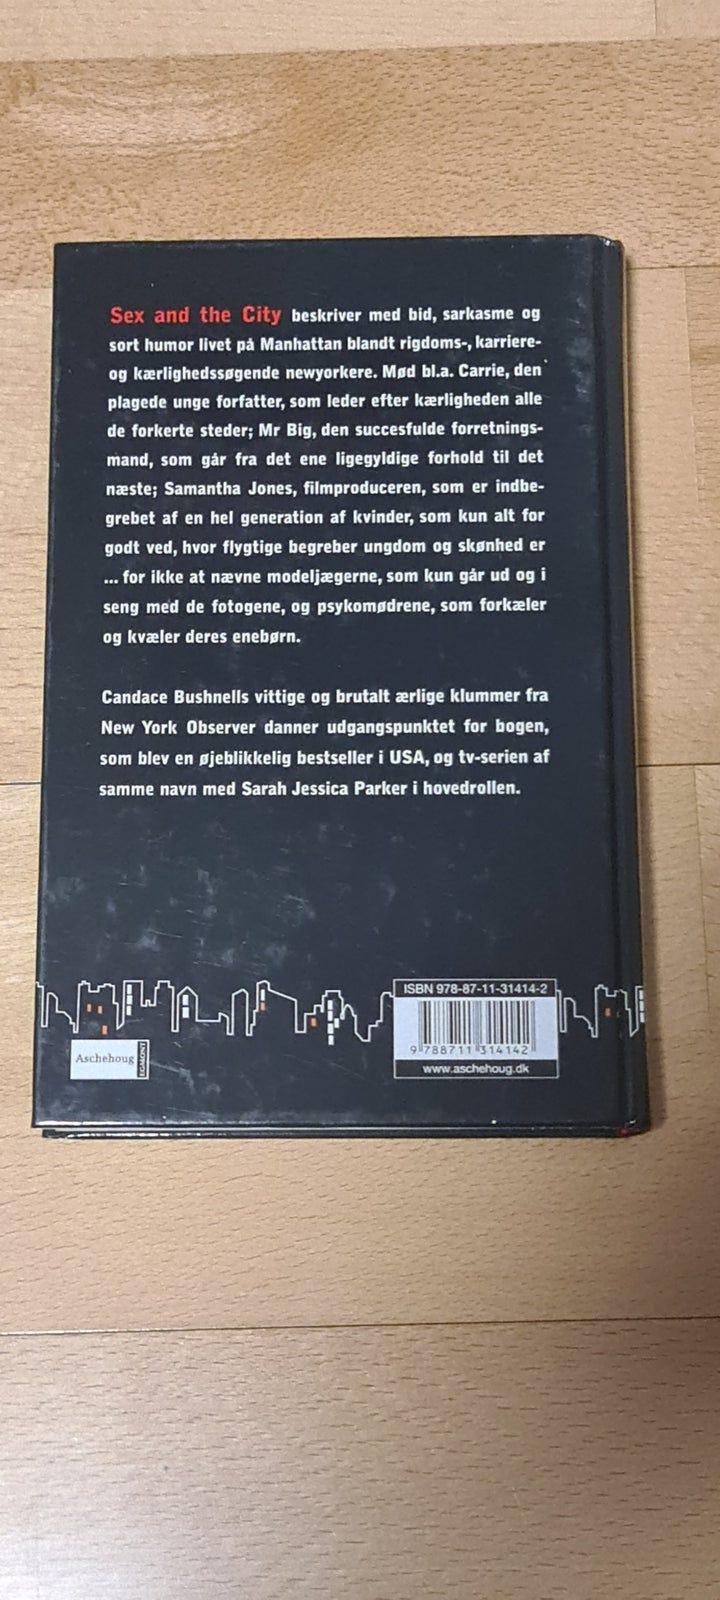 Sex and the City beskriver med bid, sarkasme og
sort humor livet på Manhattan blandt rigdoms-, karriere-
og kærlighedssøgende newyorkere. Mød bl.a. Carrie, den
plagede unge forfatter, som leder efter kærligheden alle
de forkerte steder; Mr Big, den succesfulde forretnings-
mand, som går fra det ene ligegyldige forhold til det
næste; Samantha Jones, filmproduceren, som er indbe-
grebet af en hel generation af kvinder, som kun alt for
godt ved, hvor flygtige begreber ungdom og skønhed er
... for ikke at nævne modeljægerne, som kun går ud og i
seng med de fotogene, og psykomødrene, som forkæler
og kvæler deres enebørn.
Candace Bushnells vittige og brutalt ærlige klummer fra
New York Observer danner udgangspunktet for bogen,
som blev en øjeblikkelig bestseller i USA, og tv-serien af
samme navn med Sarah Jessica Parker i hovedrollen.
ISBN 978-87-11-31414-2
9 788711 314142
www.aschehoug.dk
Aschehoug
EGMONT